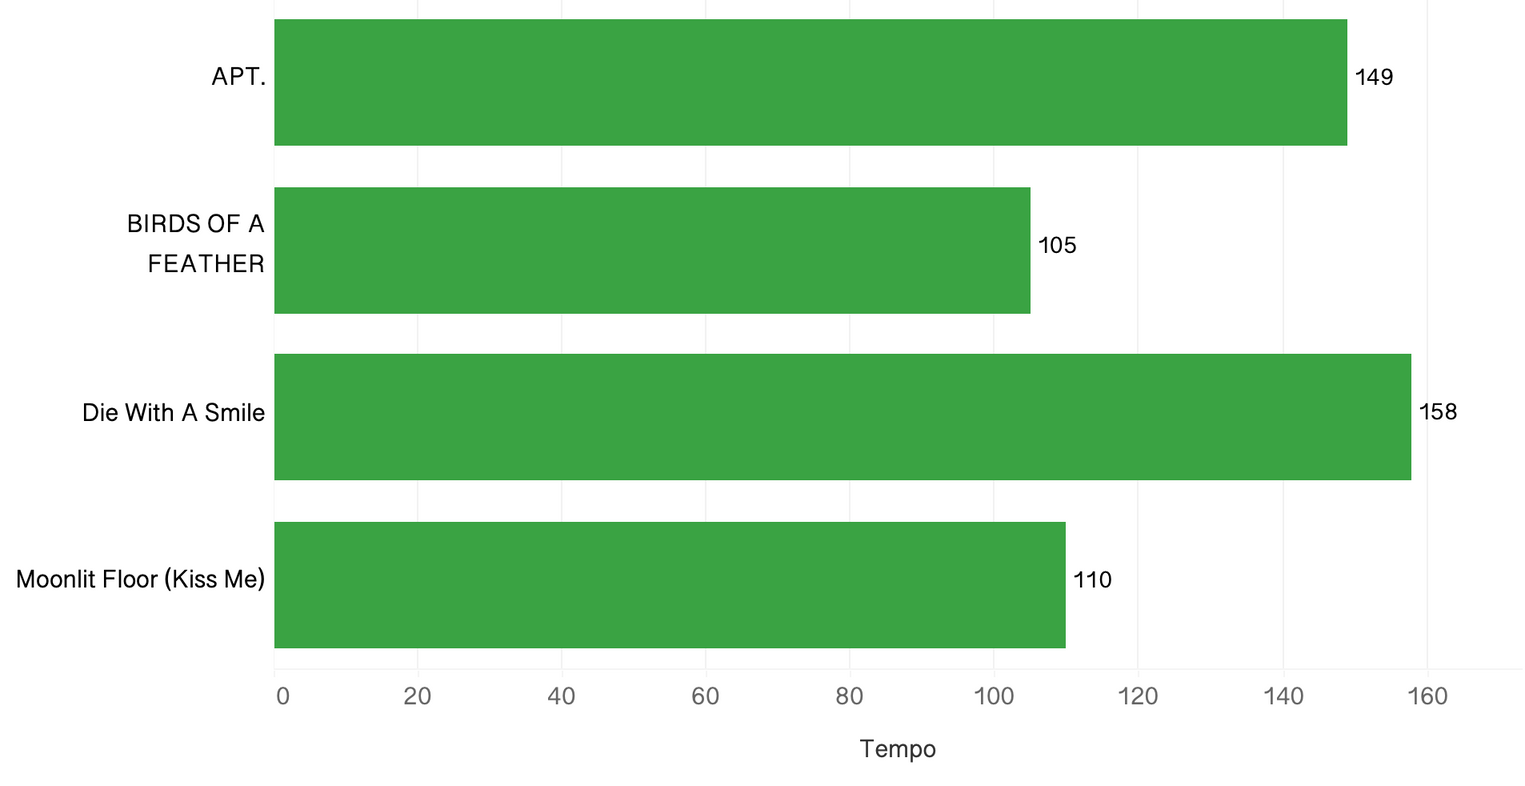 APT.
149
BIRDS OF A
FEATHER
105
Die With A Smile
158
Moonlit Floor (Kiss Me)
110
0 20 40 60 80 100 120 140 160
Tempo